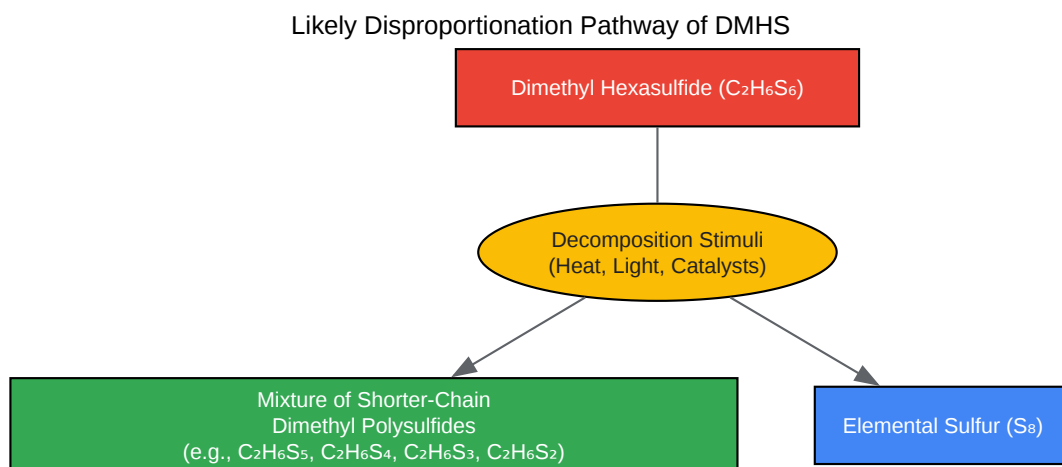 Likely Disproportionation Pathway of DMHS
Dimethyl Hexasulfide (C₂H₆S₆)
Decomposition Stimuli
(Heat, Light, Catalysts)
Mixture of Shorter-Chain
Dimethyl Polysulfides
(e.g., C₂H₆S₅, C₂H₆S₄, C₂H₆S₃, C₂H₆S₂)
Elemental Sulfur (S₈)